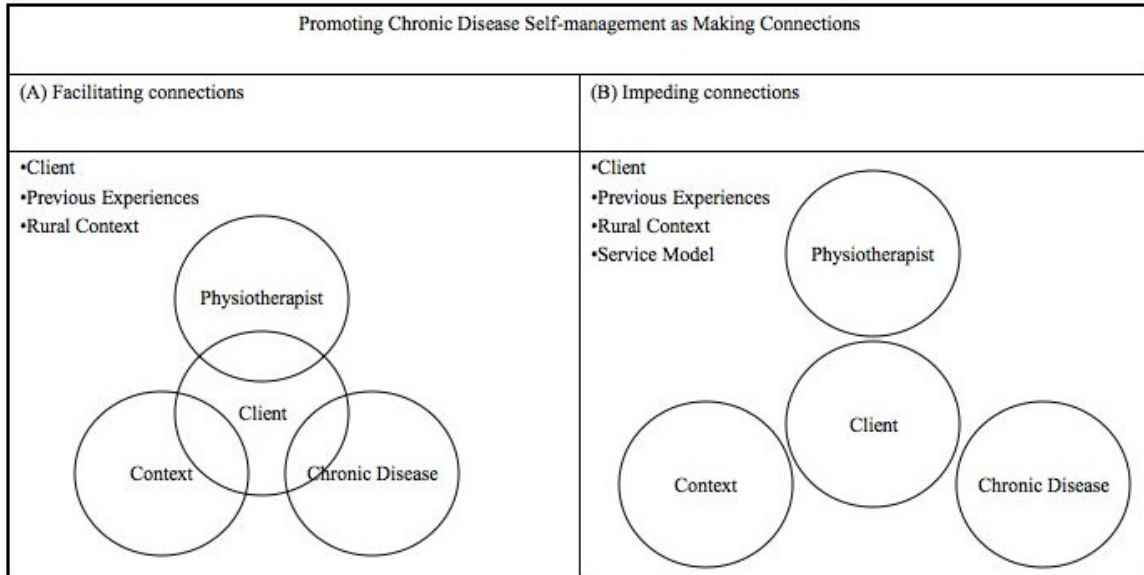 Promoting Chronic Disease Self-management as Making Connections
(A) Facilitating connections
•Client
•Previous Experiences
•Rural Context
Physiotherapist
Client
Context
Chronic Disease
(B) Impeding connections
•Client
•Previous Experiences
•Rural Context
•Service Model
Physiotherapist
Client
Context
Chronic Disease